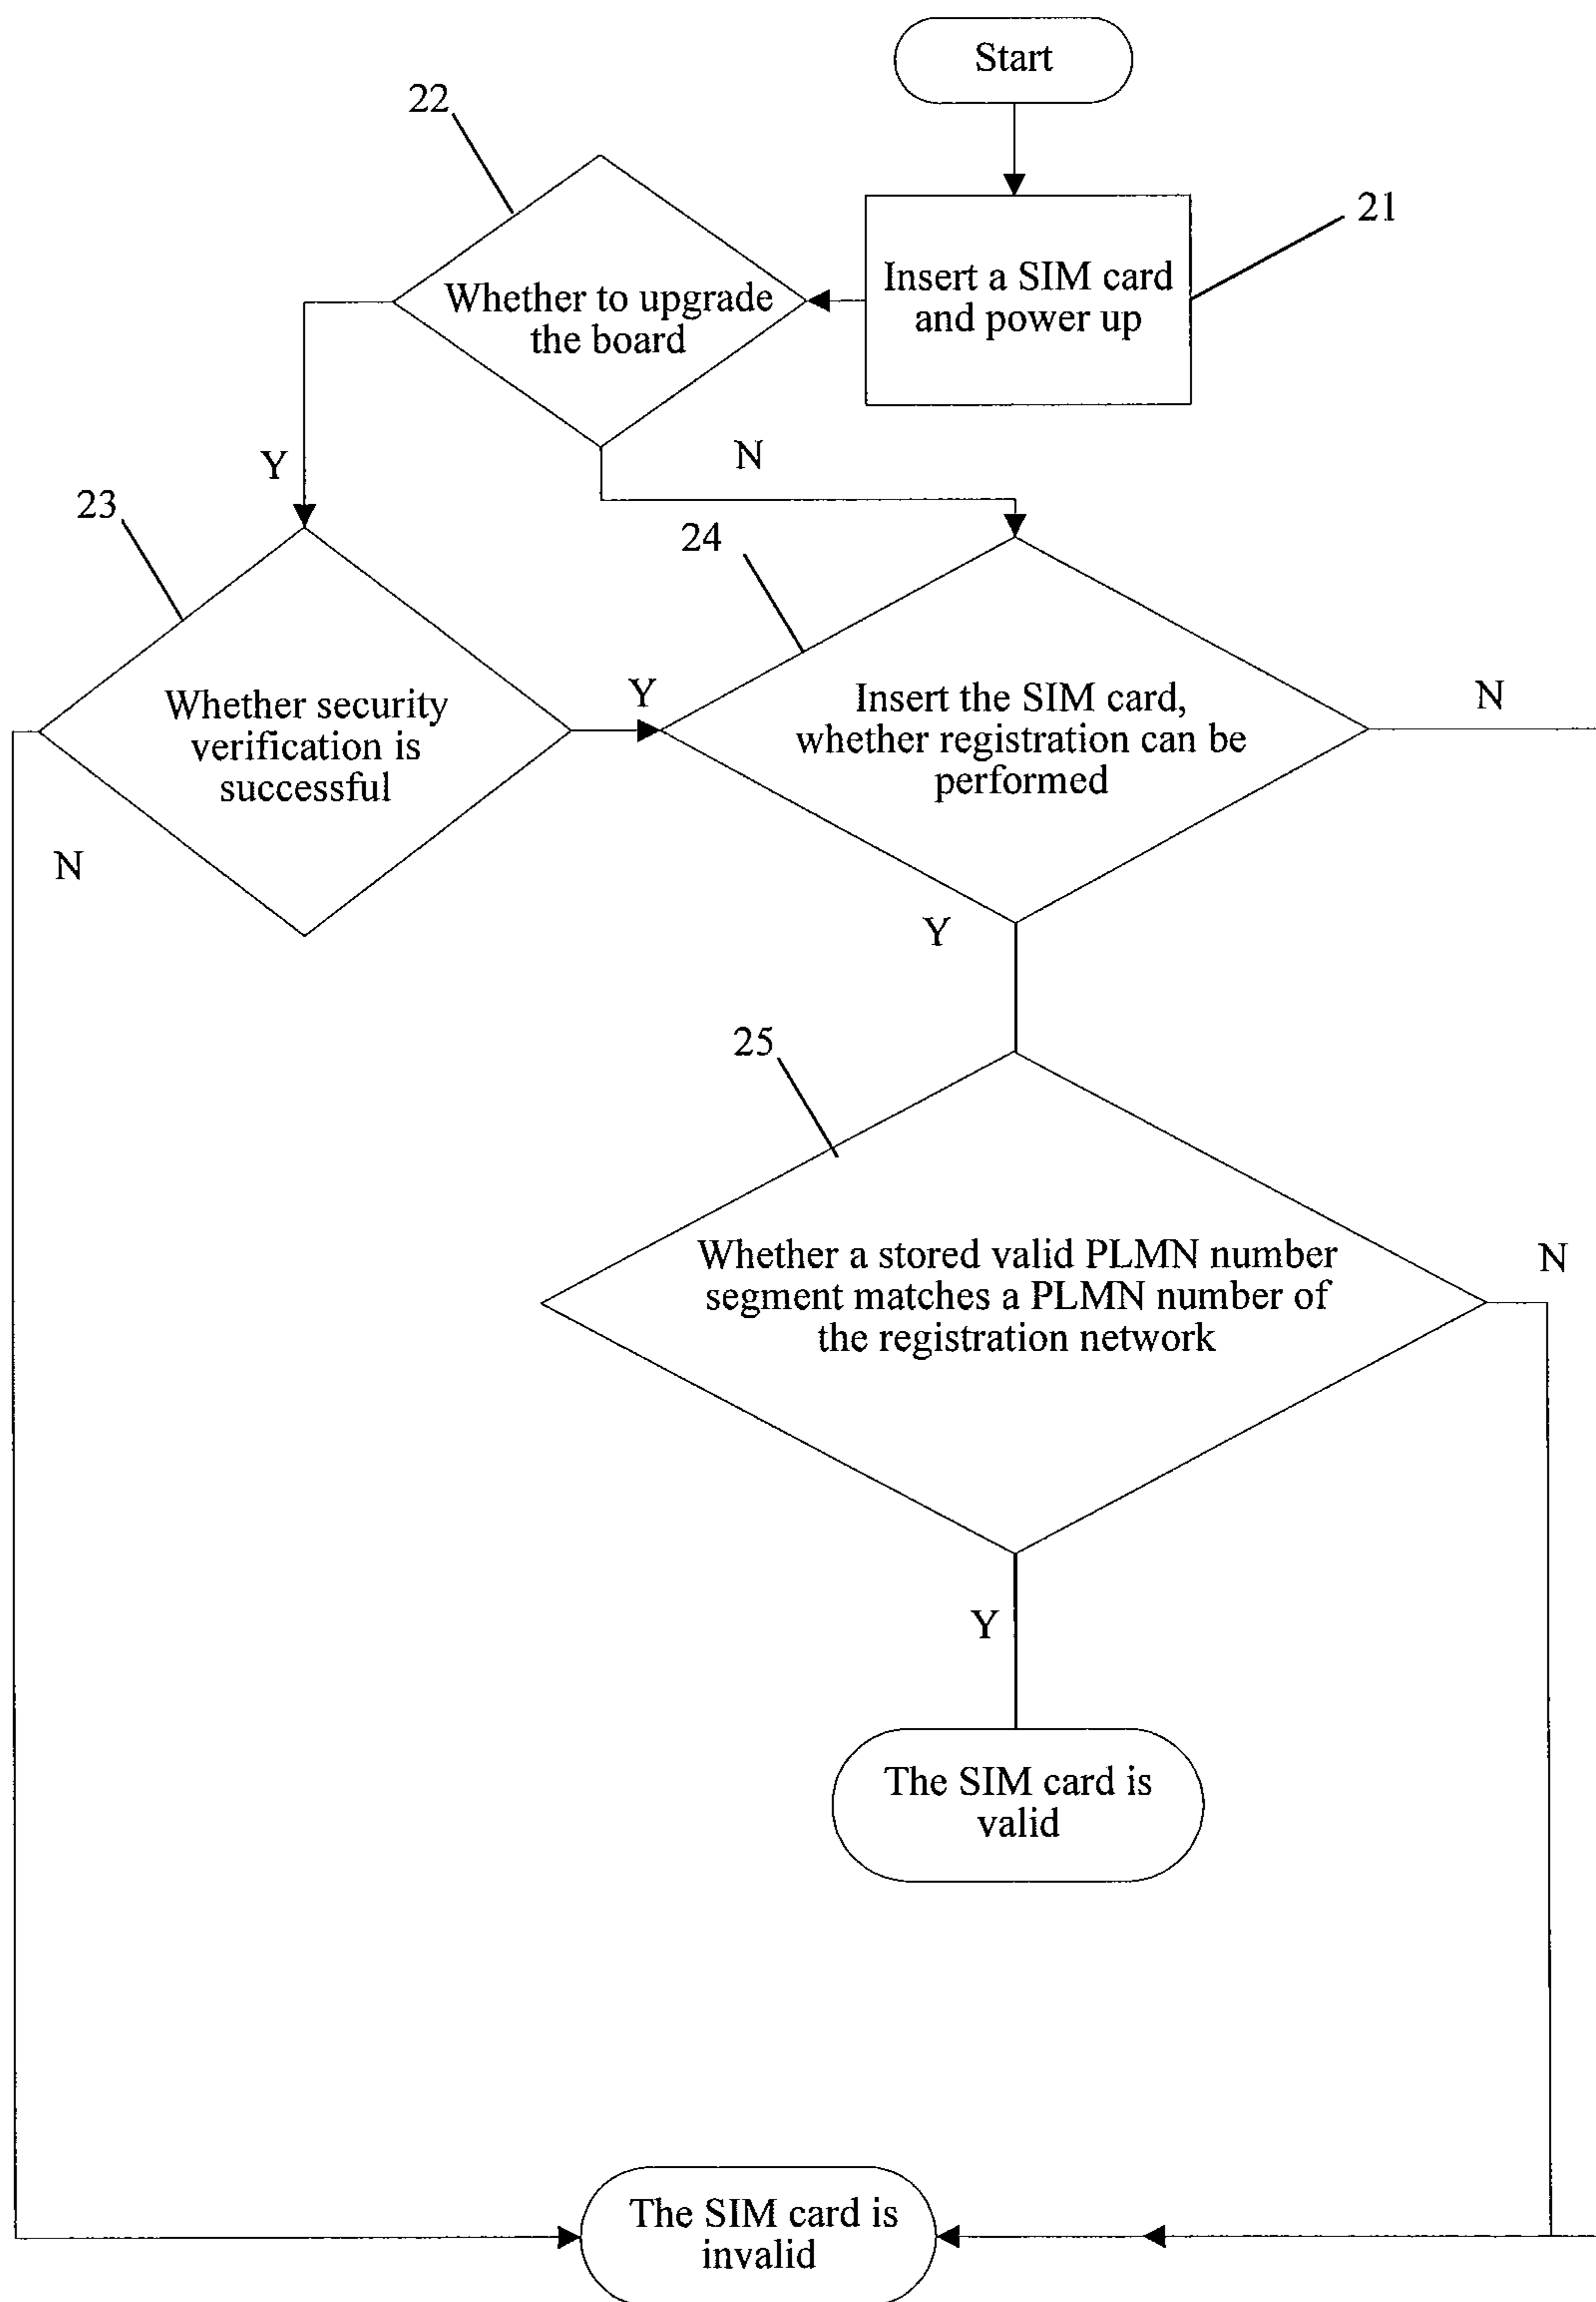 Start
22
21
Insert a SIM card
and power up
Whether to upgrade
the board
Y
N
23
24
Whether security
verification is
successful
Y
Insert the SIM card,
whether registration can be
performed
N
N
Y
25
Whether a stored valid PLMN number
segment matches a PLMN number of
the registration network
N
Y
The SIM card is
valid
The SIM card is
invalid